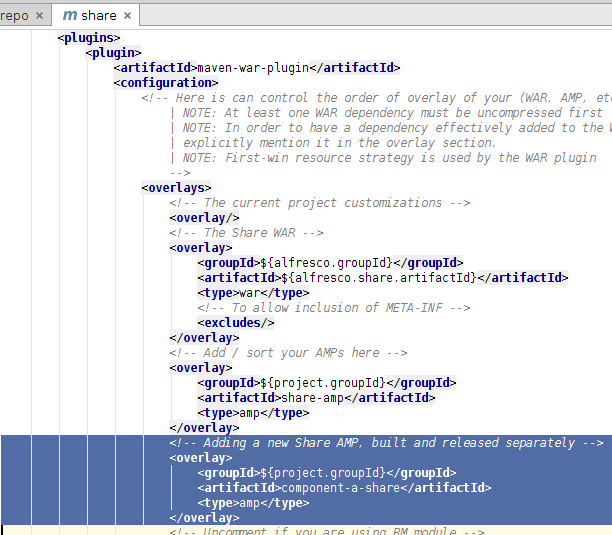 repo × m share ×
<plugins>
<plugin>
<artifactId>maven-war-plugin</artifactId>
<configuration>
<!-- Here is can control the order of overlay of your (WAR, AMP, etc
| NOTE: At least one WAR dependency must be uncompressed first
| NOTE: In order to have a dependency effectively added to the W
| explicitly mention it in the overlay section.
| NOTE: First-win resource strategy is used by the WAR plugin
-->
<overlays>
<!-- The current project customizations -->
<overlay/>
<!-- The Share WAR -->
<overlay>
<groupId>${alfresco.groupId}</groupId>
<artifactId>${alfresco.share.artifactId}</artifactId>
<type>war</type>
<!-- To allow inclusion of META-INF -->
<excludes/>
</overlay>
<!-- Add / sort your AMPs here -->
<overlay>
<groupId>${project.groupId}</groupId>
<artifactId>share-amp</artifactId>
<type>amp</type>
</overlay>
<!-- Adding a new Share AMP, built and released separately -->
<overlay>
<groupId>${project.groupId}</groupId>
<artifactId>component-a-share</artifactId>
<type>amp</type>
</overlay>
<!-- Uncomment if you are using RM module -->